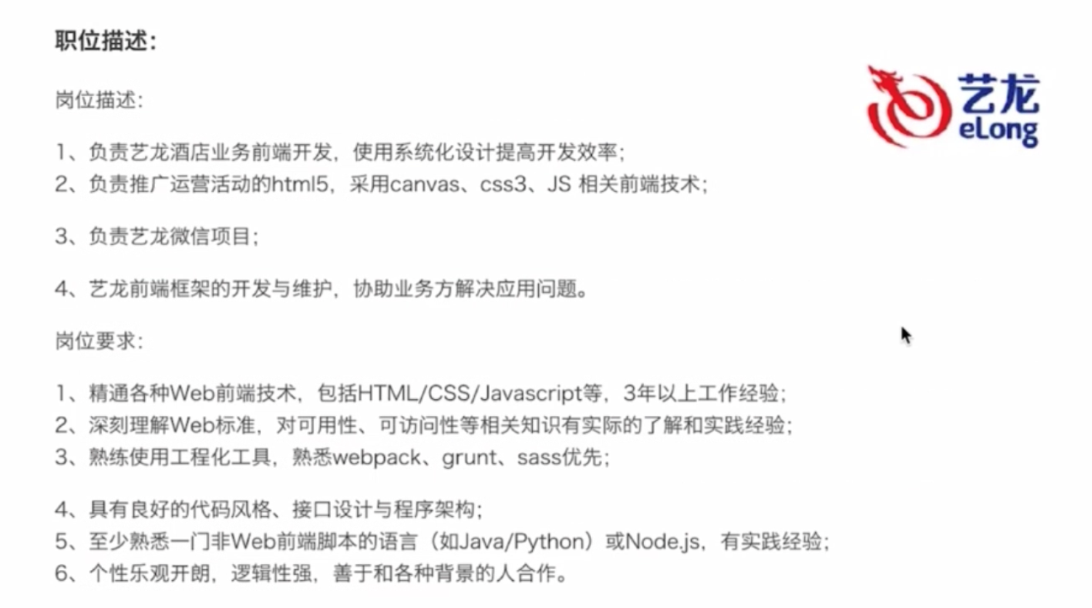 职位描述：
艺龙
eLong
岗位描述：
1、负责艺龙酒店业务前端开发，使用系统化设计提高开发效率；
2、负责推广运营活动的html5，采用canvas、css3、JS 相关前端技术；
3、负责艺龙微信项目；
4、艺龙前端框架的开发与维护，协助业务方解决应用问题。
岗位要求：
1、精通各种Web前端技术，包括HTML/CSS/Javascript等，3年以上工作经验；
2、深刻理解Web标准，对可用性、可访问性等相关知识有实际的了解和实践经验；
3、熟练使用工程化工具，熟悉webpack、grunt、sass优先；
4、具有良好的代码风格、接口设计与程序架构；
5、至少熟悉一门非Web前端脚本的语言（如Java/Python）或Node.js，有实践经验；
6、个性乐观开朗，逻辑性强，善于和各种背景的人合作。